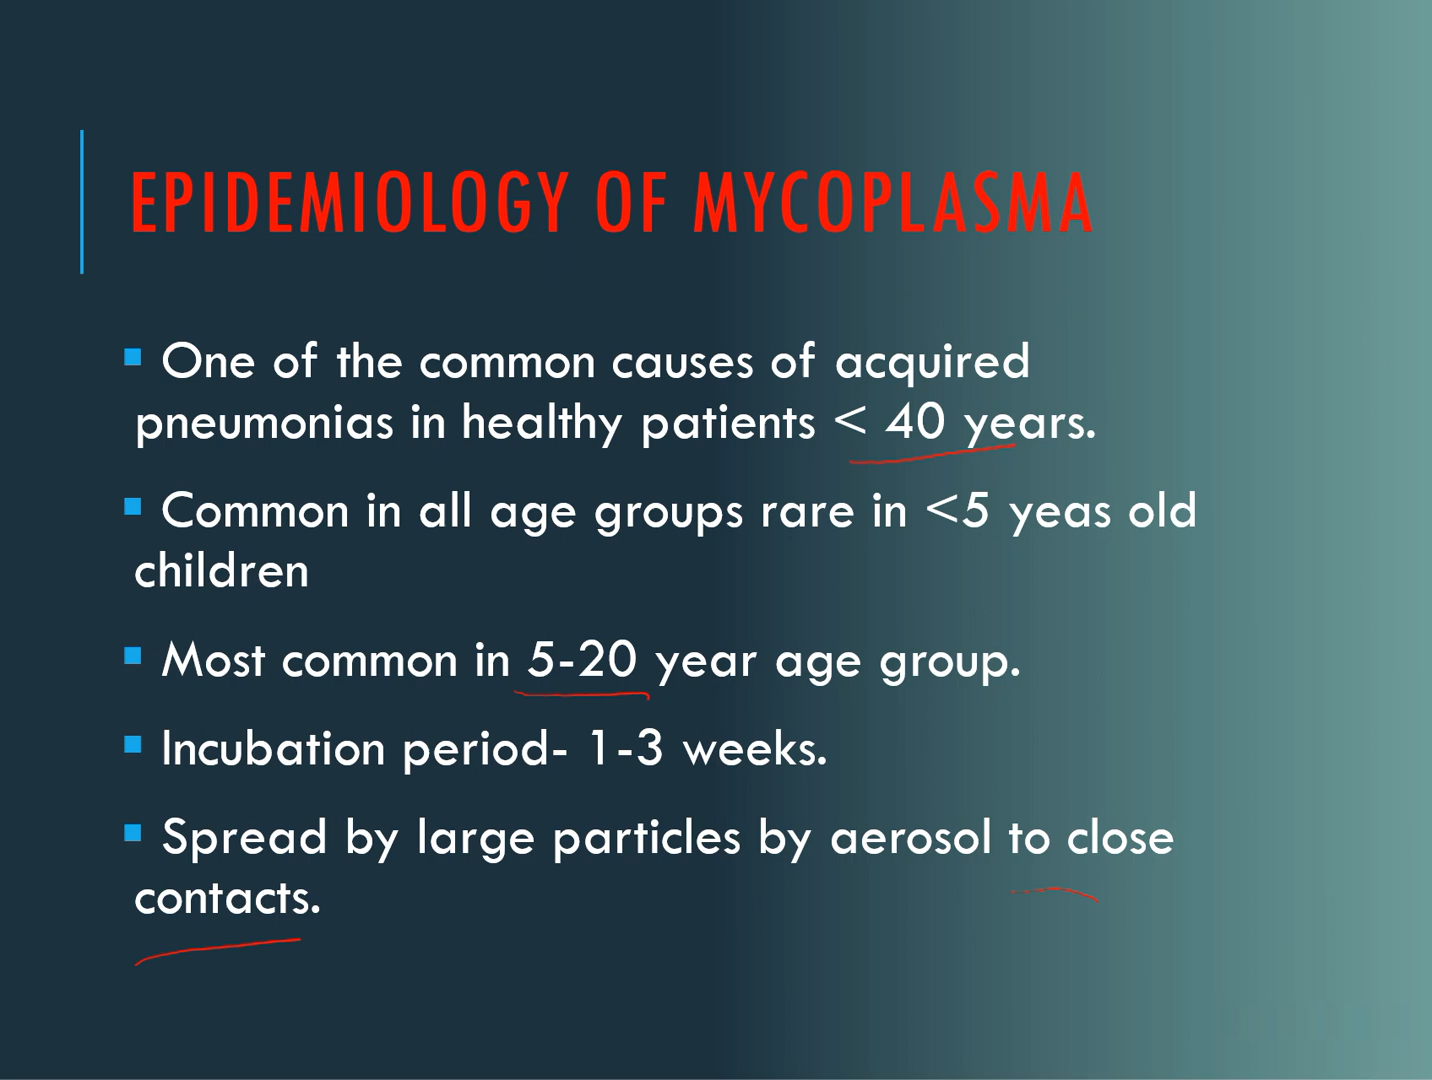 EPIDEMIOLOGY OF MYCOPLASMA
One of the common causes of acquired
pneumonias in healthy patients < 40 years.
Common in all age groups rare in <5 yeas old
children
Most common in 5-20 year age group.
Incubation period- 1-3 weeks.
Spread by large particles by aerosol to close
contacts.